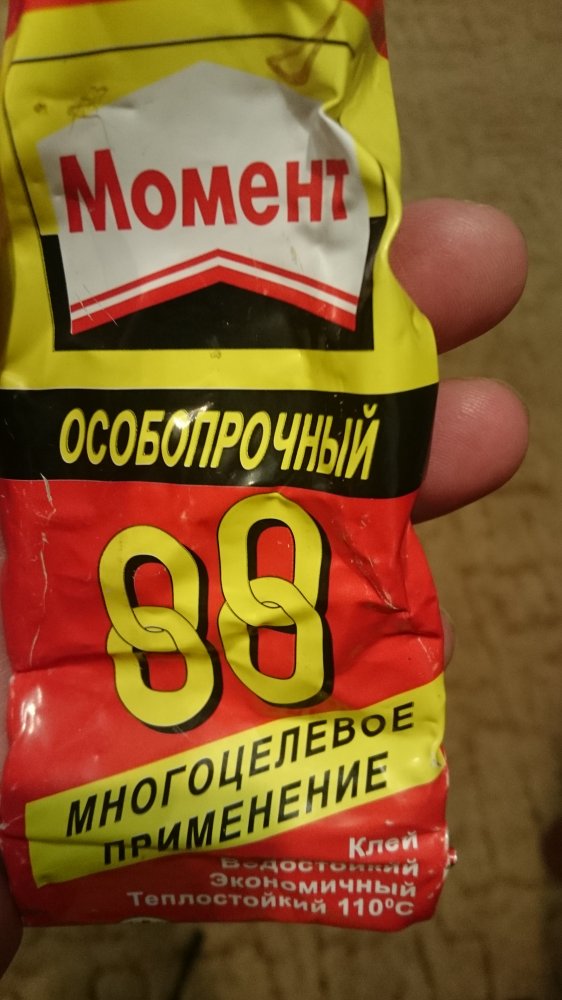 Момент
ОСОБОПРОЧНЫЙ
88
МНОГОЦЕЛЕВОЕ
ПРИМЕНЕНИЕ
Клей
Водостойкий
Экономичный
Теплостойкий 110°С